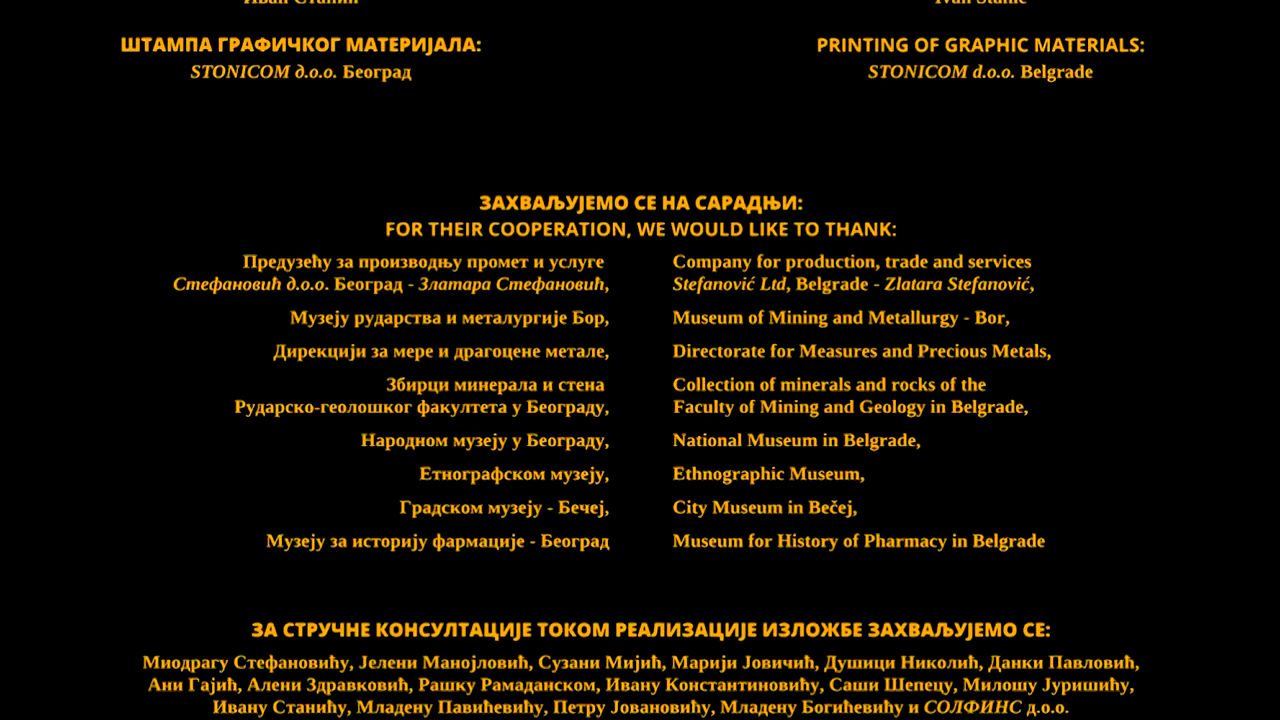 Иван Станић
Ivan Stanić
ШТАМПА ГРАФИЧКОГ МАТЕРИЈАЛА:
STONICOM д.о.о. Београд
PRINTING OF GRAPHIC MATERIALS:
STONICOM d.o.o. Belgrade
ЗАХВАЉУЈЕМО СЕ НА САРАДЊИ:
FOR THEIR COOPERATION, WE WOULD LIKE TO THANK:
Предузећу за производњу промет и услуге
Стефановић д.о.о. Београд - Златара Стефановић,
Company for production, trade and services
Stefanović Ltd, Belgrade - Zlatara Stefanović,
Музеју рударства и металургије Бор,
Museum of Mining and Metallurgy - Bor,
Дирекцији за мере и драгоцене метале,
Directorate for Measures and Precious Metals,
Збирци минерала и стена
Рударско-геолошког факултета у Београду,
Collection of minerals and rocks of the
Faculty of Mining and Geology in Belgrade,
Народном музеју у Београду,
National Museum in Belgrade,
Етнографском музеју,
Ethnographic Museum,
Градском музеју - Бечеј,
City Museum in Bečej,
Музеју за историју фармације - Београд
Museum for History of Pharmacy in Belgrade
ЗА СТРУЧНЕ КОНСУЛТАЦИЈЕ ТОКОМ РЕАЛИЗАЦИЈЕ ИЗЛОЖБЕ ЗАХВАЉУЈЕМО СЕ:
Миодрагу Стефановићу, Јелени Манојловић, Сузани Мијић, Марији Јовичић, Душици Николић, Данки Павловић,
Ани Гајић, Алени Здравковић, Рашку Рамаданском, Ивану Константиновићу, Саши Шепецу, Милошу Јуришићу,
Ивану Станићу, Младену Павићевићу, Петру Јовановићу, Младену Богићевићу и СОЛФИНС д.о.о.